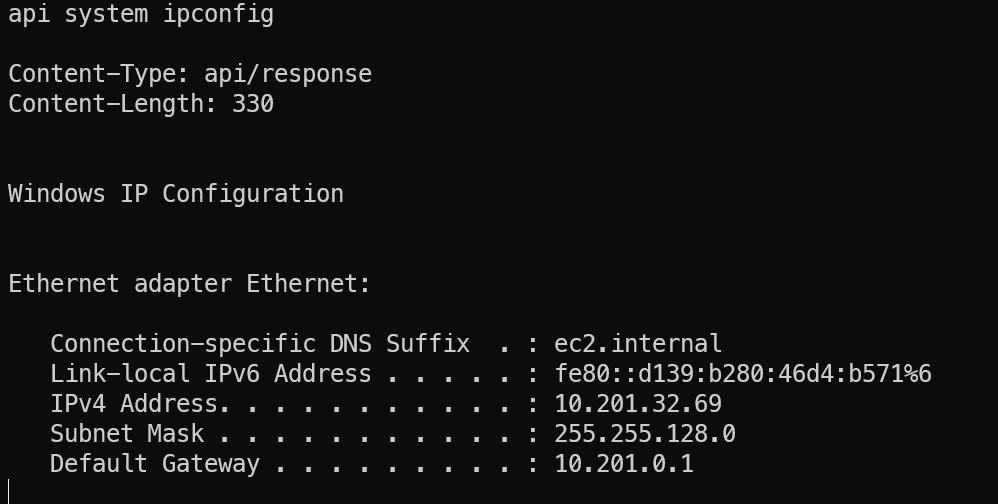 api system ipconfig
Content-Type: api/response
Content-Length: 330
Windows IP Configuration
Ethernet adapter Ethernet:
Connection-specific DNS Suffix  . : ec2.internal
Link-local IPv6 Address . . . . . : fe80::d139:b280:46d4:b571%6
IPv4 Address. . . . . . . . . . . : 10.201.32.69
Subnet Mask . . . . . . . . . . . : 255.255.128.0
Default Gateway . . . . . . . . . : 10.201.0.1